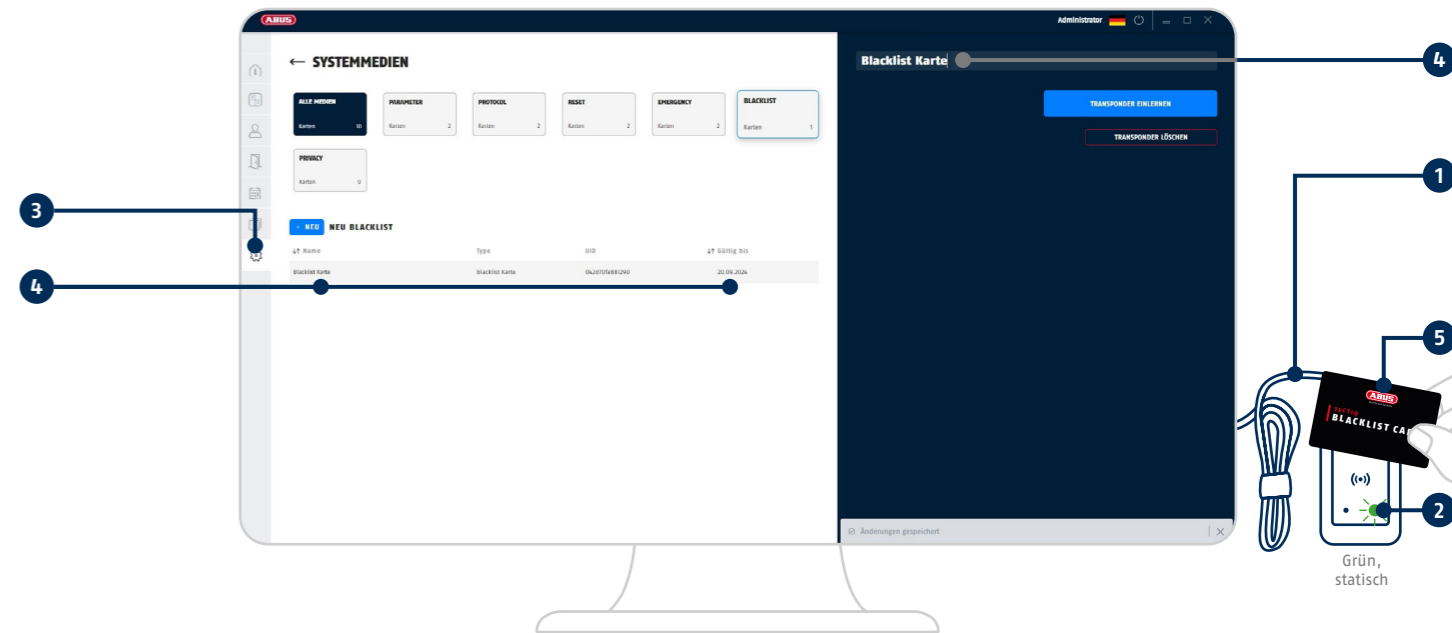 ABUS
Administrator
← SYSTEMMEDIEN
ALLE MEDIEN
Karten 10
PARAMETER
Karten 2
PROTOCOL
Karten 2
RESET
Karten 2
EMERGENCY
Karten 2
BLACKLIST
Karten 1
PRIVACY
Karten 0
+ NEU NEU BLACKLIST
↓↑ Name Type UID ↓↑ Gültig bis
Blacklist Karte blacklist Karte 042d70fa881290 20.09.2024
Blacklist Karte
TRANSPONDER EINLERNEN
TRANSPONDER LÖSCHEN
Änderungen gespeichert
3
4
4
1
5
2
ABUS
TECTIQ
BLACKLIST CA
Grün,
statisch